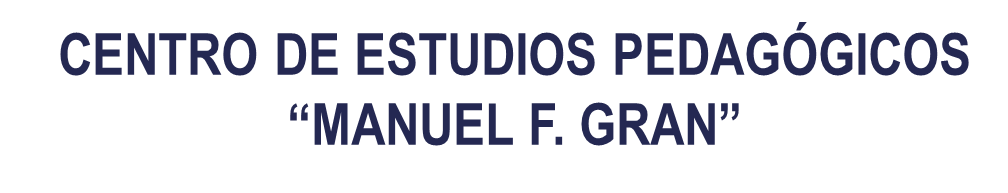 CENTRO DE ESTUDIOS PEDAGÓGICOS
“MANUEL F. GRAN”